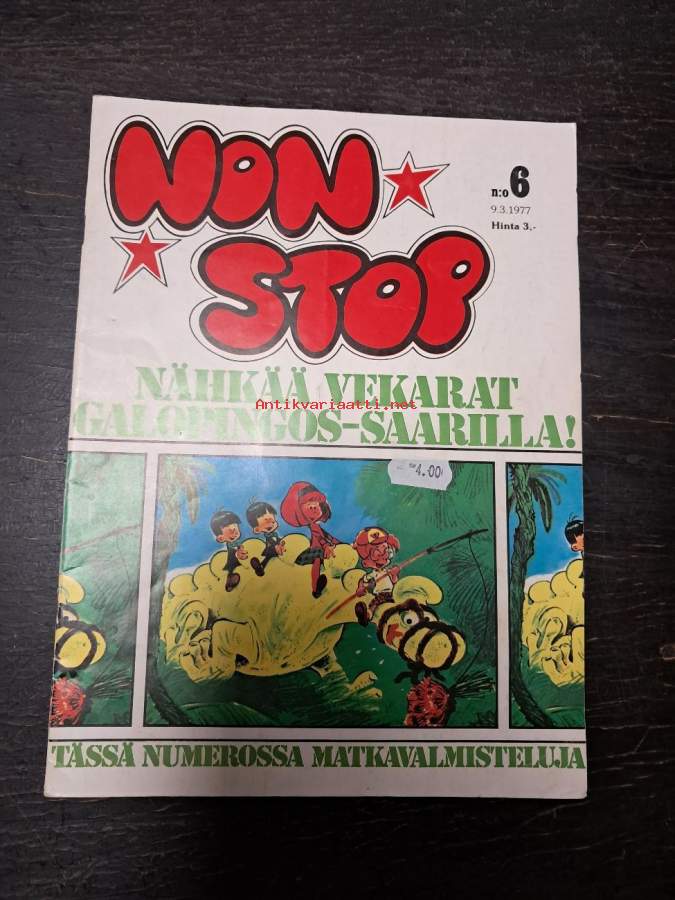 NON
STOP
n:o 6
9.3.1977
Hinta 3,-
NÄHKÄÄ VEKARAT
Antikvariaatti.net
GALOPINGOS-SAARILLA!
4.00
TÄSSÄ NUMEROSSA MATKAVALMISTELUJA